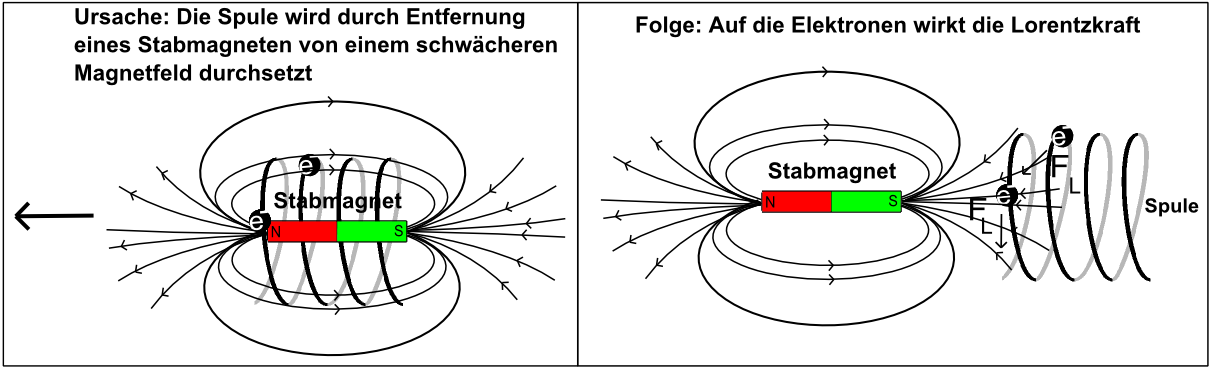 Ursache: Die Spule wird durch Entfernung
eines Stabmagneten von einem schwächeren
Magnetfeld durchsetzt
e
Stabmagnet
e
N S
Folge: Auf die Elektronen wirkt die Lorentzkraft
e
Stabmagnet
F
L
e
N S
F
L
Spule